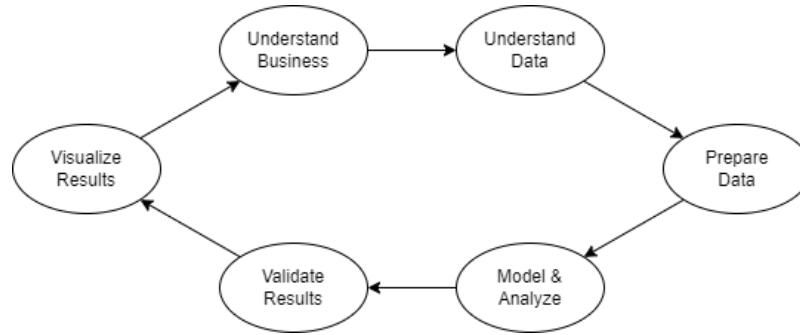 Understand
Business
Understand
Data
Prepare
Data
Model &
Analyze
Validate
Results
Visualize
Results